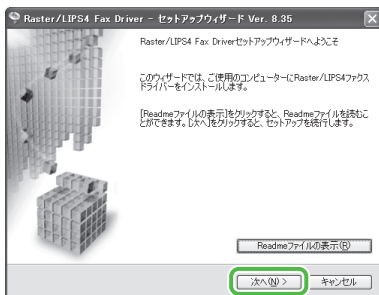 Raster/LIPS4 Fax Driver - セットアップウィザード Ver. 8.35
Raster/LIPS4 Fax Driverセットアップウィザードへようこそ
このウィザードでは、ご使用のコンピューターにRaster/LIPS4ファクス
ドライバーをインストールします。
[Readmeファイルの表示]をクリックすると、Readmeファイルを読むこ
とができます。[次へ]をクリックすると、セットアップを続行します。
Readmeファイルの表示(R)
次へ(N) >
キャンセル